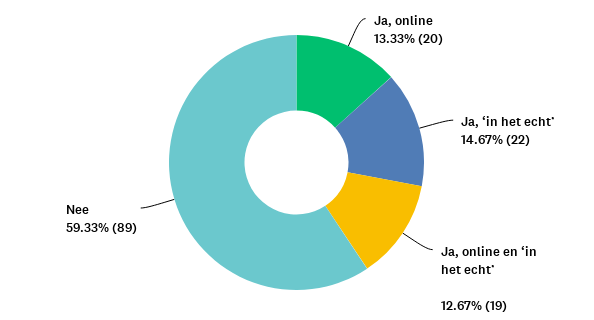 Ja, online
13.33% (20)
Ja, ‘in het echt’
14.67% (22)
Ja, online en ‘in
het echt’
12.67% (19)
Nee
59.33% (89)